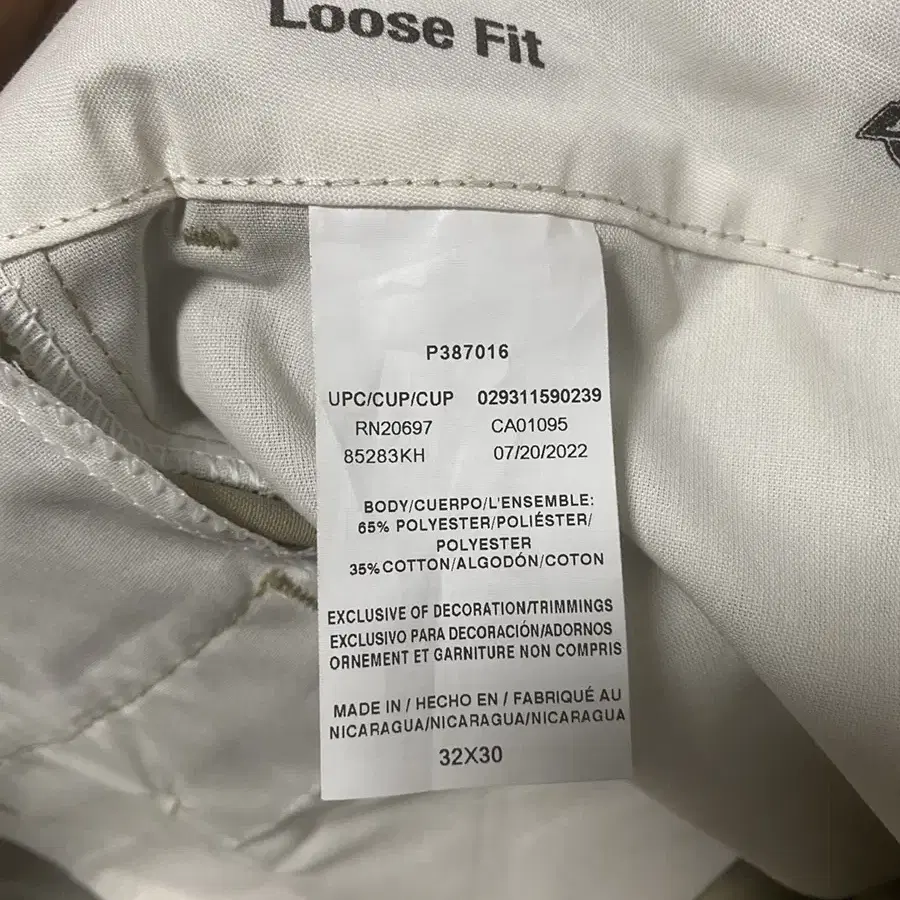 Loose Fit
P387016
UPC/CUP/CUP 029311590239
RN20697 CA01095
85283KH 07/20/2022
BODY/CUERPO/L'ENSEMBLE:
65% POLYESTER/POLIÉSTER/
POLYESTER
35%COTTON/ALGODÓN/COTON
EXCLUSIVE OF DECORATION/TRIMMINGS
EXCLUSIVO PARA DECORACIÓN/ADORNOS
ORNEMENT ET GARNITURE NON COMPRIS
MADE IN / HECHO EN / FABRIQUÉ AU
NICARAGUA/NICARAGUA/NICARAGUA
32X30